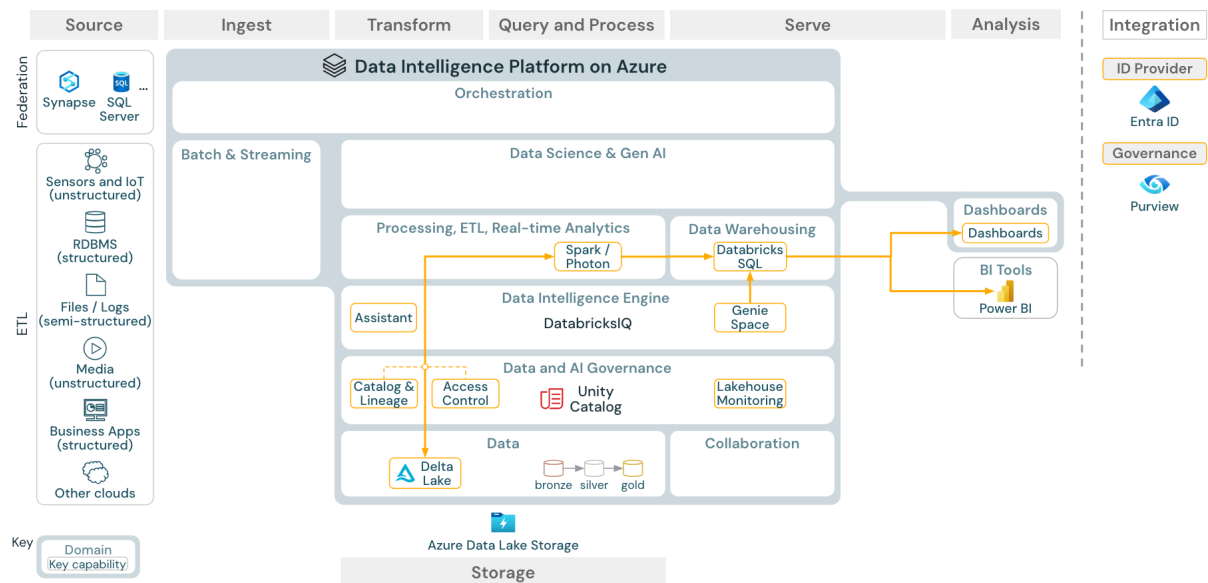 Source
Ingest
Transform
Query and Process
Serve
Analysis
Integration
Federation
Synapse
SQL
SQL
Server
...
ETL
Sensors and IoT
(unstructured)
RDBMS
(structured)
Files / Logs
(semi-structured)
Media
(unstructured)
Business Apps
(structured)
Other clouds
Data Intelligence Platform on Azure
Orchestration
Batch & Streaming
Data Science & Gen AI
Processing, ETL, Real-time Analytics
Spark /
Photon
Data Warehousing
Databricks
SQL
Data Intelligence Engine
Assistant
DatabricksIQ
Genie
Space
Data and AI Governance
Catalog &
Lineage
Access
Control
Unity
Catalog
Lakehouse
Monitoring
Data
Delta
Lake
bronze
silver
gold
Collaboration
Dashboards
Dashboards
BI Tools
Power BI
ID Provider
Entra ID
Governance
Purview
Azure Data Lake Storage
Storage
Key
Domain
Key capability